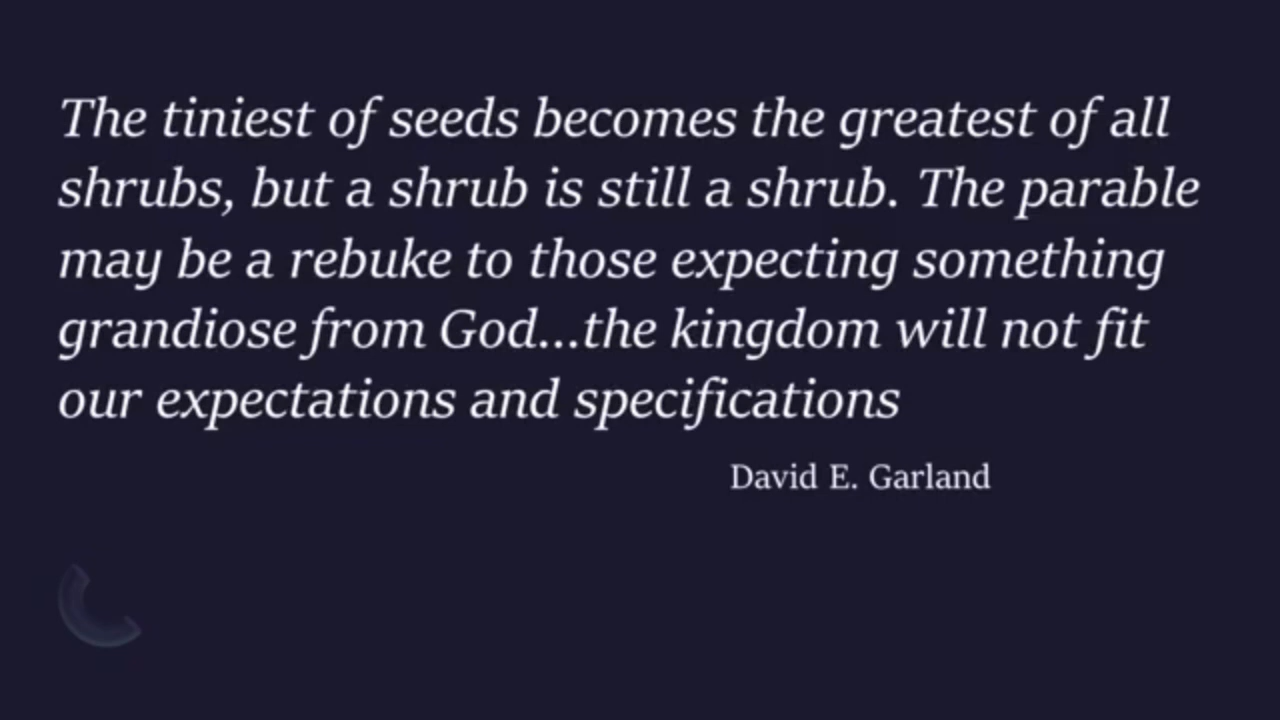 The tiniest of seeds becomes the greatest of all
shrubs, but a shrub is still a shrub. The parable
may be a rebuke to those expecting something
grandiose from God...the kingdom will not fit
our expectations and specifications
David E. Garland